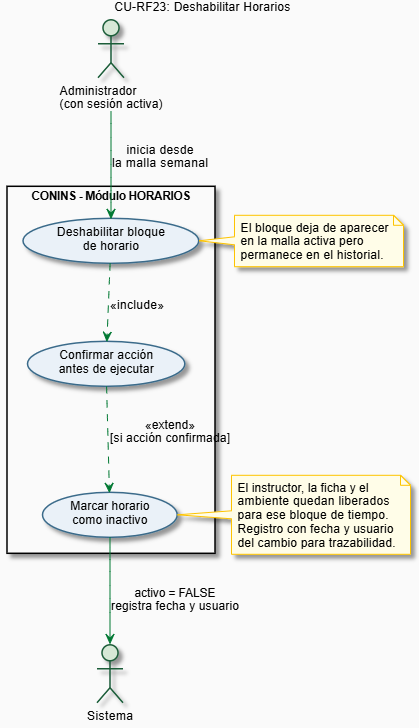 CU-RF23: Deshabilitar Horarios
Administrador
(con sesión activa)
inicia desde
la malla semanal
CONINS - Módulo HORARIOS
Deshabilitar bloque
de horario
El bloque deja de aparecer
en la malla activa pero
permanece en el historial.
«include»
Confirmar acción
antes de ejecutar
«extend»
[si acción confirmada]
Marcar horario
como inactivo
El instructor, la ficha y el
ambiente quedan liberados
para ese bloque de tiempo.
Registro con fecha y usuario
del cambio para trazabilidad.
activo = FALSE
registra fecha y usuario
Sistema